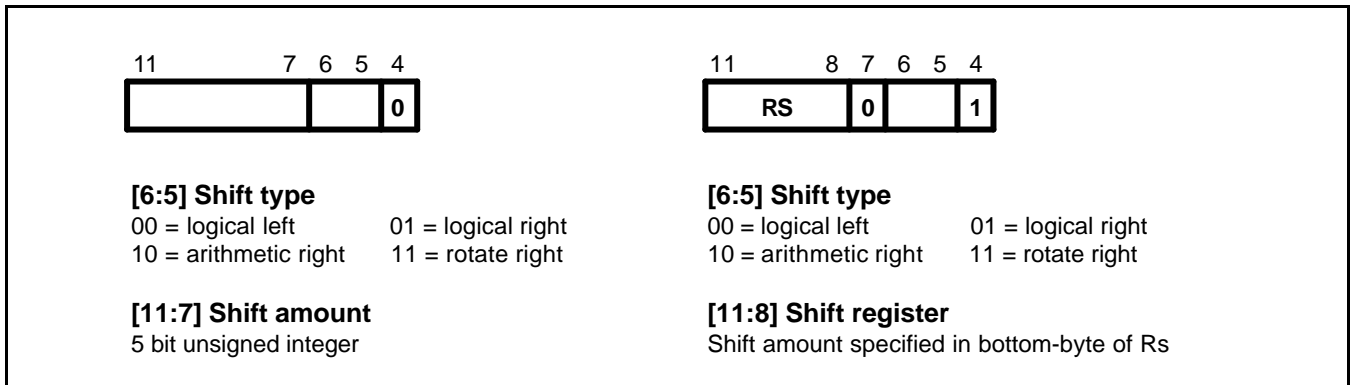 11 7 6 5 4
0
[6:5] Shift type
00 = logical left 01 = logical right
10 = arithmetic right 11 = rotate right
[11:7] Shift amount
5 bit unsigned integer
11 8 7 6 5 4
RS 0 1
[6:5] Shift type
00 = logical left 01 = logical right
10 = arithmetic right 11 = rotate right
[11:8] Shift register
Shift amount specified in bottom-byte of Rs